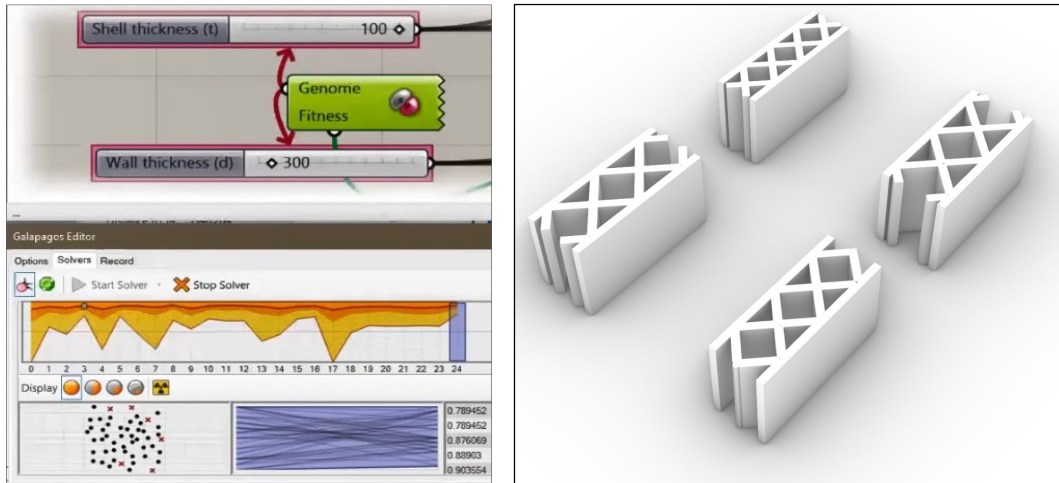 Shell thickness (t) 100
Genome
Fitness
Wall thickness (d) 300
Galapagos Editor
Options Solvers Record
Start Solver Stop Solver
0 1 2 3 4 5 6 7 8 9 10 11 12 13 14 15 16 17 18 19 20 21 22 23 24
Display
0.789452
0.789452
0.876069
0.88903
0.903554